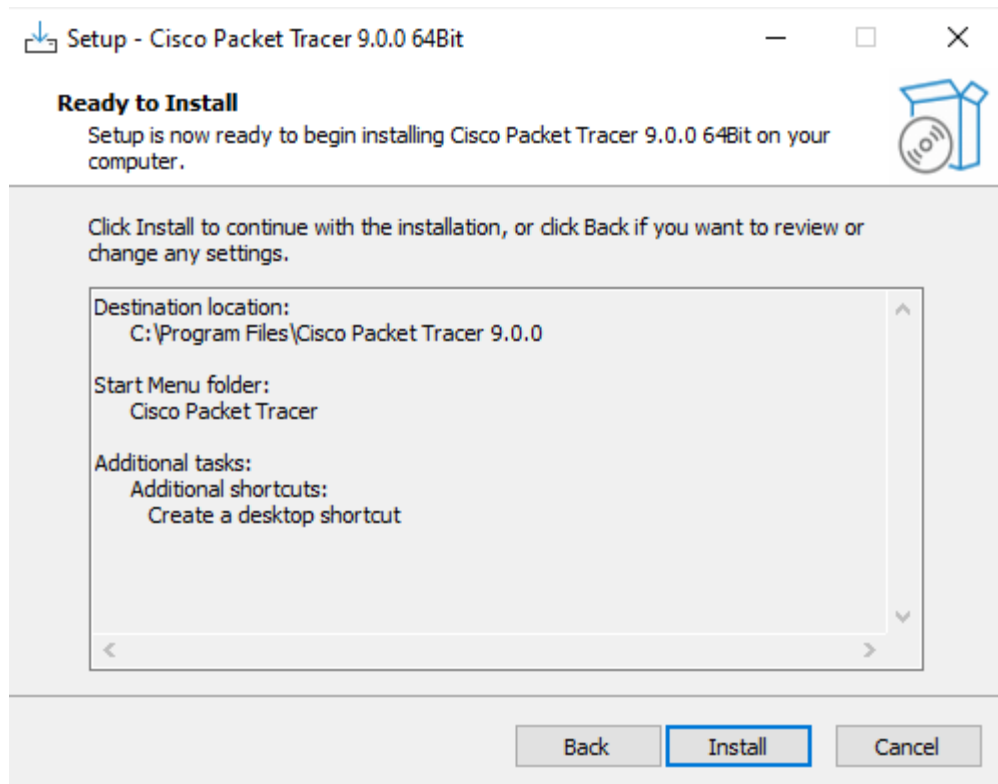 Setup - Cisco Packet Tracer 9.0.0 64Bit
Ready to Install
Setup is now ready to begin installing Cisco Packet Tracer 9.0.0 64Bit on your
computer.
Click Install to continue with the installation, or click Back if you want to review or
change any settings.
Destination location:
C:\Program Files\Cisco Packet Tracer 9.0.0
Start Menu folder:
Cisco Packet Tracer
Additional tasks:
Additional shortcuts:
Create a desktop shortcut
Back
Install
Cancel